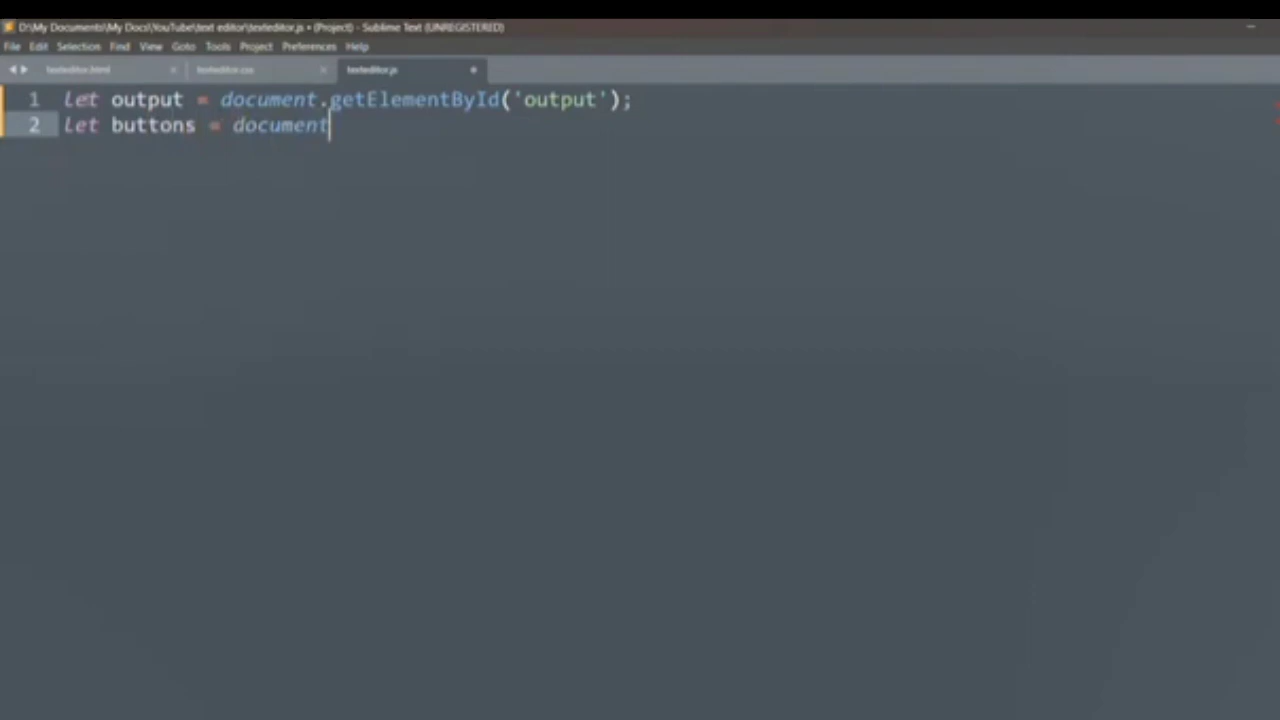 D:\My Documents\My Docs\YouTube\text editor\texteditor.js • (Project) - Sublime Text (UNREGISTERED)
File Edit Selection Find View Goto Tools Project Preferences Help
texteditor.html texteditor.css texteditor.js
1 let output = document.getElementById('output');
2 let buttons = document